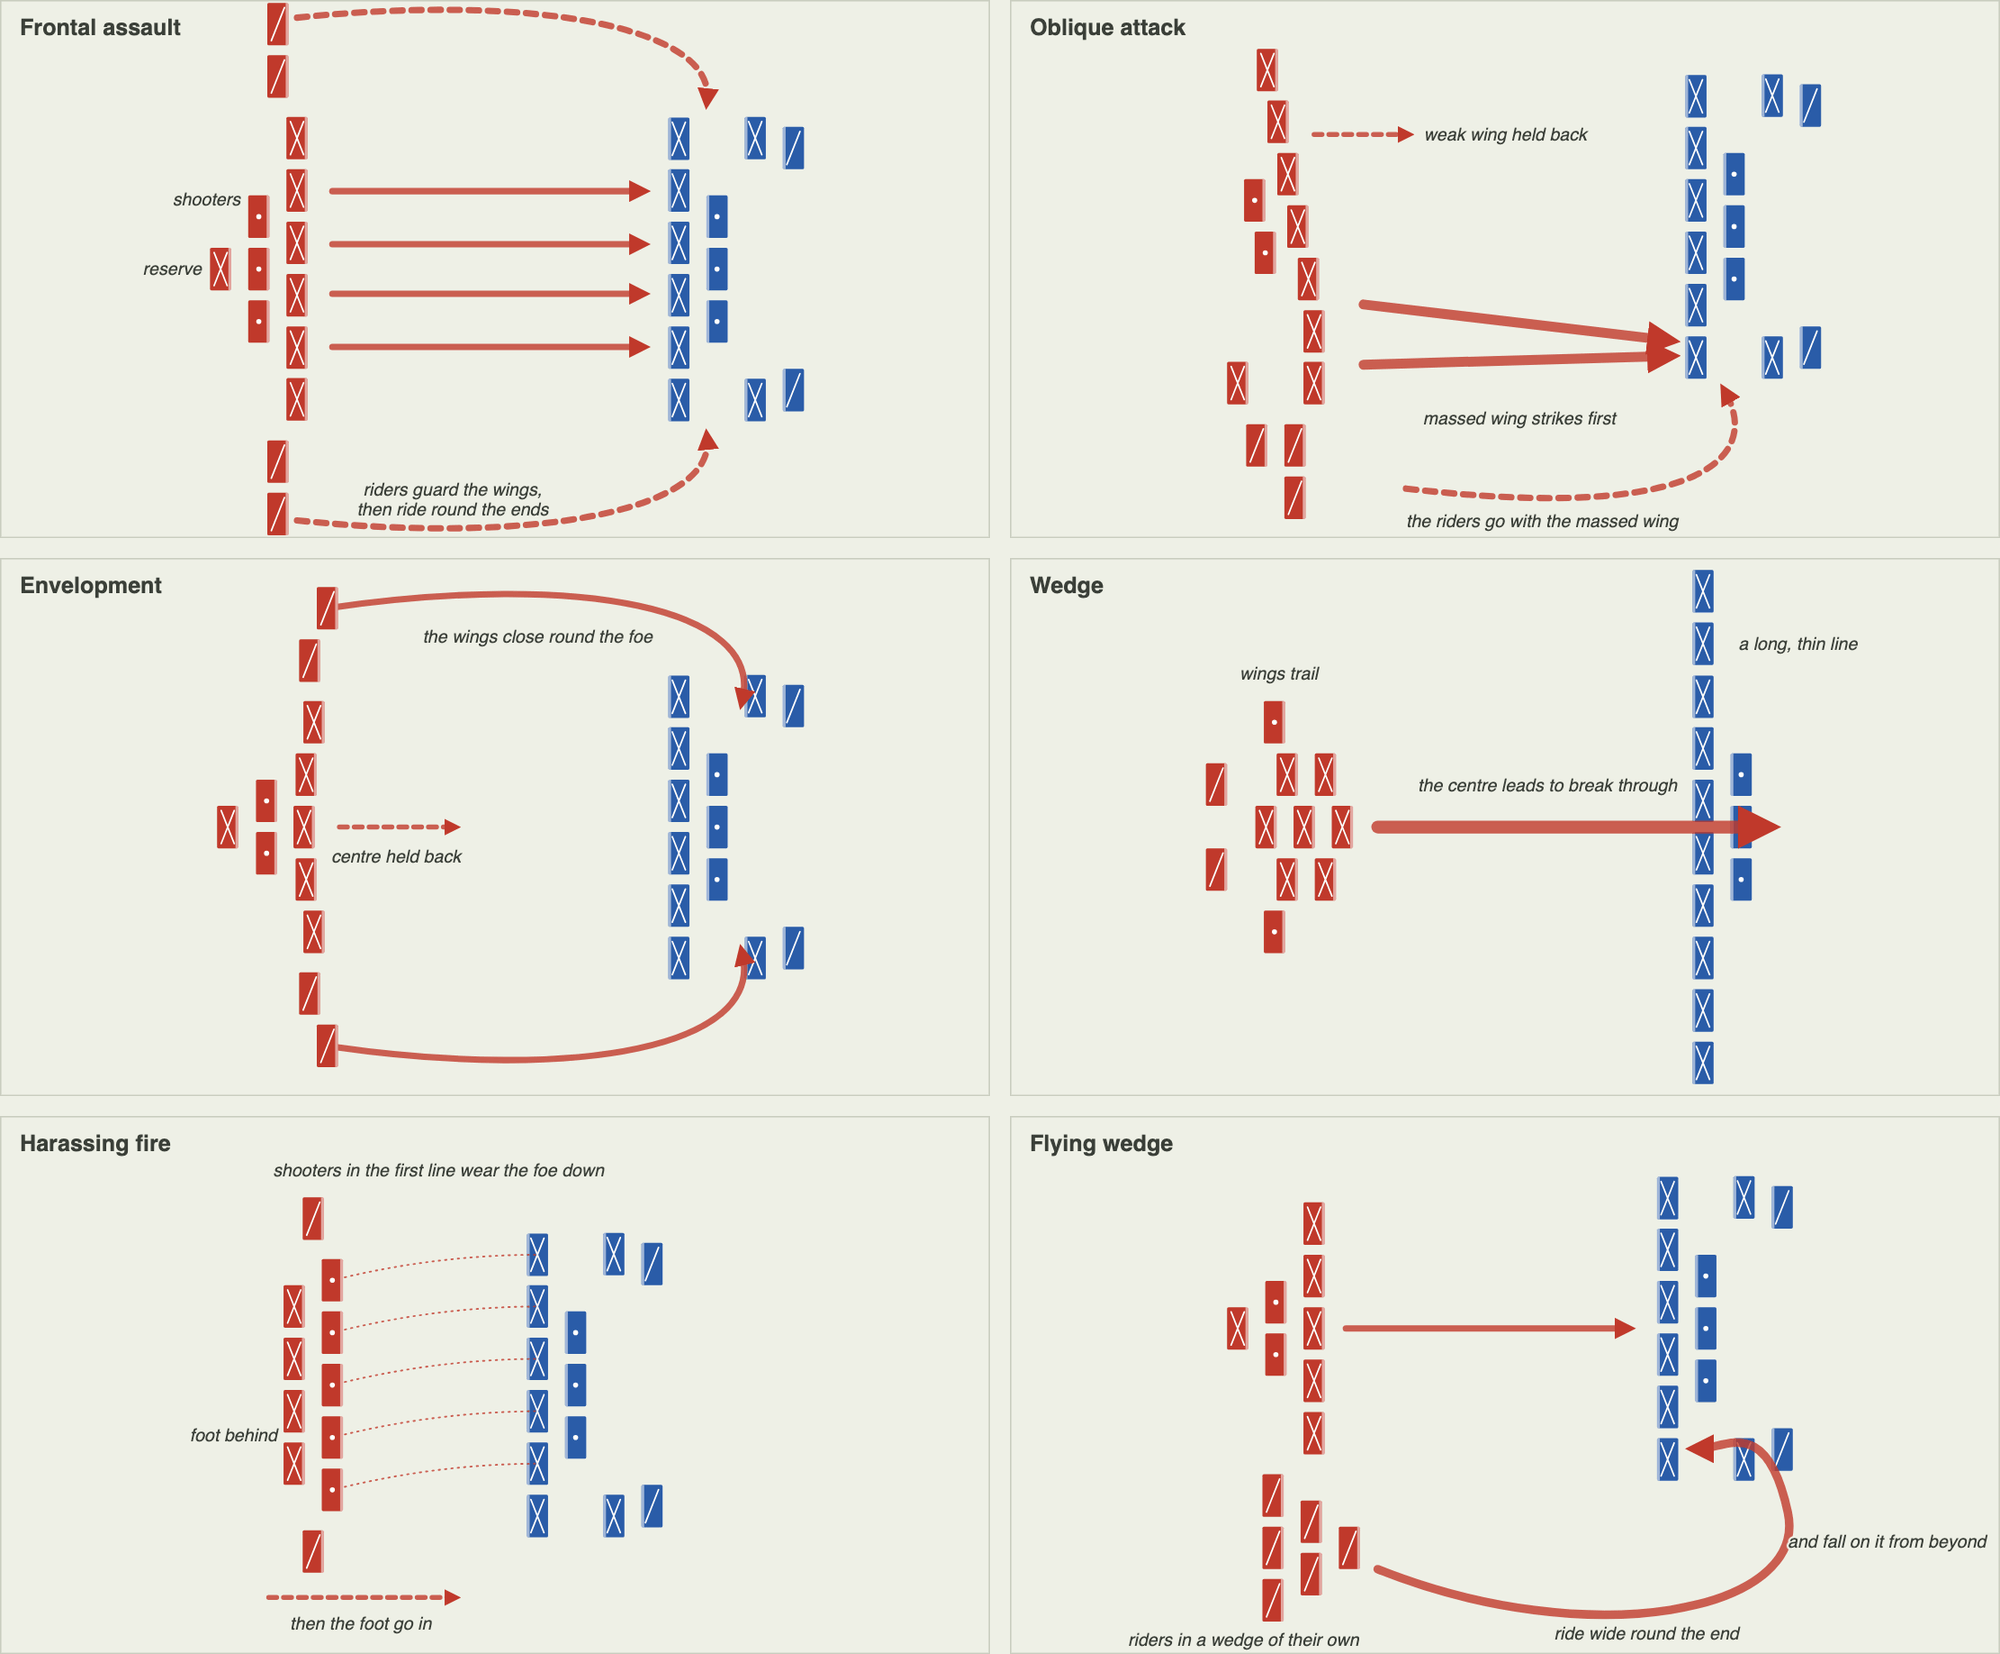 Frontal assault
shooters
reserve
riders guard the wings,
then ride round the ends
Oblique attack
weak wing held back
massed wing strikes first
the riders go with the massed wing
Envelopment
the wings close round the foe
centre held back
Wedge
a long, thin line
wings trail
the centre leads to break through
Harassing fire
shooters in the first line wear the foe down
foot behind
then the foot go in
Flying wedge
and fall on it from beyond
ride wide round the end
riders in a wedge of their own